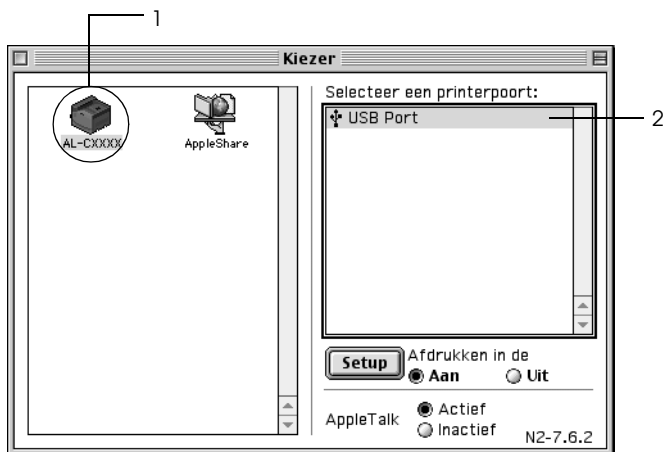 1
Kiezer
AL-CXXXX
AppleShare
Selecteer een printerpoort:
USB Port
2
Setup
Afdrukken in de
Aan
Uit
AppleTalk
Actief
Inactief
N2-7.6.2